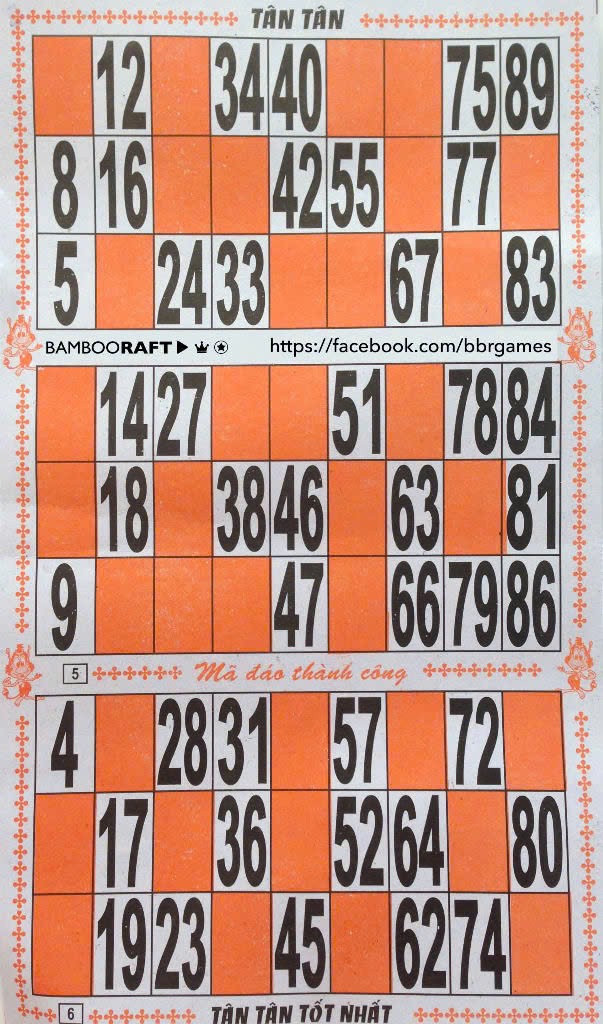 TÂN TÂN
12 34 40 75 89
8 16 42 55 77
5 24 33 67 83
BAMBOORAFT https://facebook.com/bbrgames
14 27 51 78 84
18 38 46 63 81
9 47 66 79 86
5 Mã đáo thành công
4 28 31 57 72
17 36 52 64 80
19 23 45 62 74
6 TÂN TÂN TỐT NHẤT